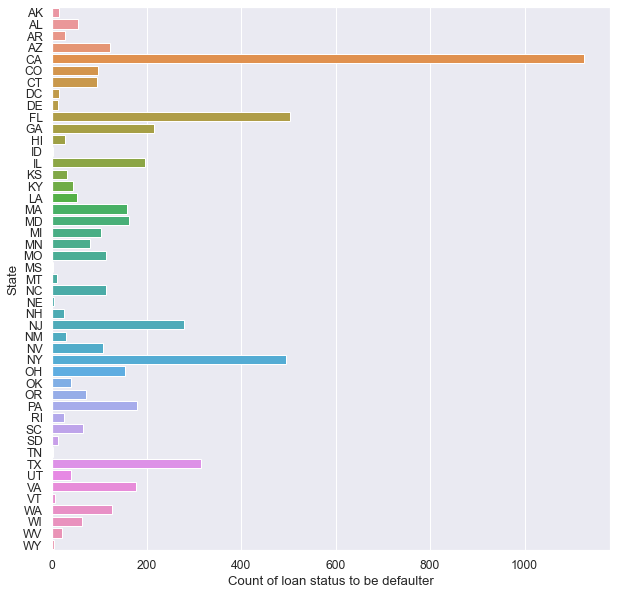 AK
AL
AR
AZ
CA
CO
CT
DC
DE
FL
GA
HI
ID
IL
KS
KY
LA
MA
MD
MI
MN
MO
MS
MT
NC
NE
NH
NJ
NM
NV
NY
OH
OK
OR
PA
RI
SC
SD
TN
TX
UT
VA
VT
WA
WI
WV
WY
State
0 200 400 600 800 1000
Count of loan status to be defaulter